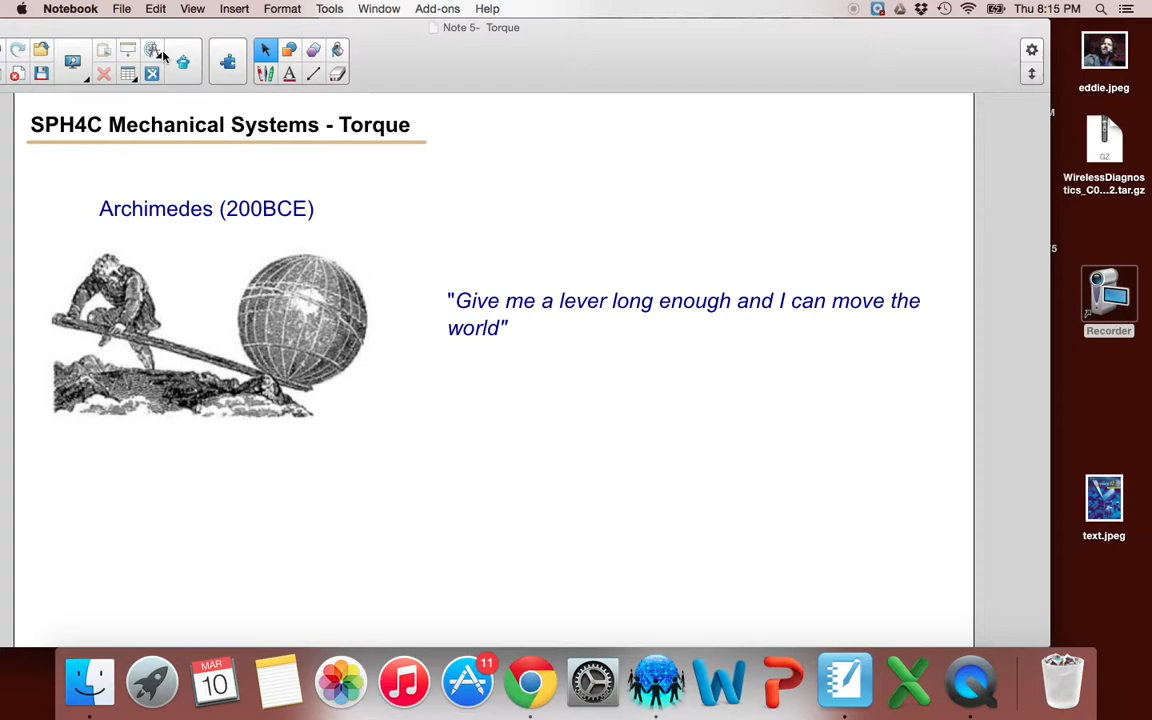 Notebook File Edit View Insert Format Tools Window Add-ons Help Thu 8:15 PM
Note 5- Torque
eddie.jpeg
SPH4C Mechanical Systems - Torque
GZ
WirelessDiagnos
tics_C0...2.tar.gz
Archimedes (200BCE)
"Give me a lever long enough and I can move the
world"
Recorder
text.jpeg
11
MAR
10